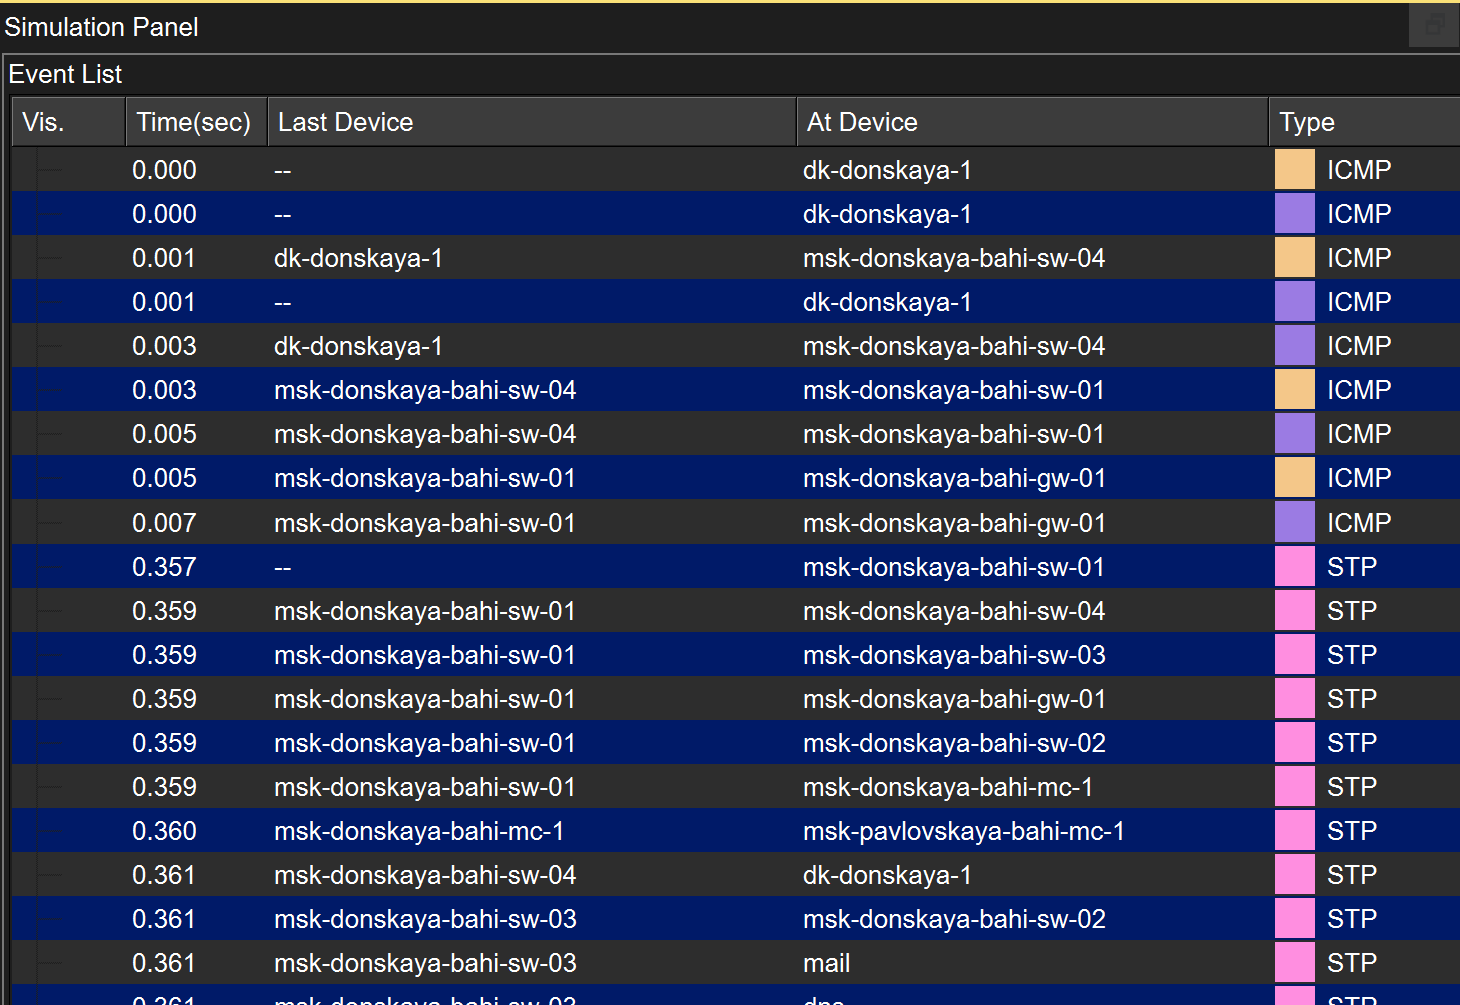 Simulation Panel
Event List
Vis. Time(sec) Last Device At Device Type
0.000 -- dk-donskaya-1 ICMP
0.000 -- dk-donskaya-1 ICMP
0.001 dk-donskaya-1 msk-donskaya-bahi-sw-04 ICMP
0.001 -- dk-donskaya-1 ICMP
0.003 dk-donskaya-1 msk-donskaya-bahi-sw-04 ICMP
0.003 msk-donskaya-bahi-sw-04 msk-donskaya-bahi-sw-01 ICMP
0.005 msk-donskaya-bahi-sw-04 msk-donskaya-bahi-sw-01 ICMP
0.005 msk-donskaya-bahi-sw-01 msk-donskaya-bahi-gw-01 ICMP
0.007 msk-donskaya-bahi-sw-01 msk-donskaya-bahi-gw-01 ICMP
0.357 -- msk-donskaya-bahi-sw-01 STP
0.359 msk-donskaya-bahi-sw-01 msk-donskaya-bahi-sw-04 STP
0.359 msk-donskaya-bahi-sw-01 msk-donskaya-bahi-sw-03 STP
0.359 msk-donskaya-bahi-sw-01 msk-donskaya-bahi-gw-01 STP
0.359 msk-donskaya-bahi-sw-01 msk-donskaya-bahi-sw-02 STP
0.359 msk-donskaya-bahi-sw-01 msk-donskaya-bahi-mc-1 STP
0.360 msk-donskaya-bahi-mc-1 msk-pavlovskaya-bahi-mc-1 STP
0.361 msk-donskaya-bahi-sw-04 dk-donskaya-1 STP
0.361 msk-donskaya-bahi-sw-03 msk-donskaya-bahi-sw-02 STP
0.361 msk-donskaya-bahi-sw-03 mail STP
0.361 dns STP